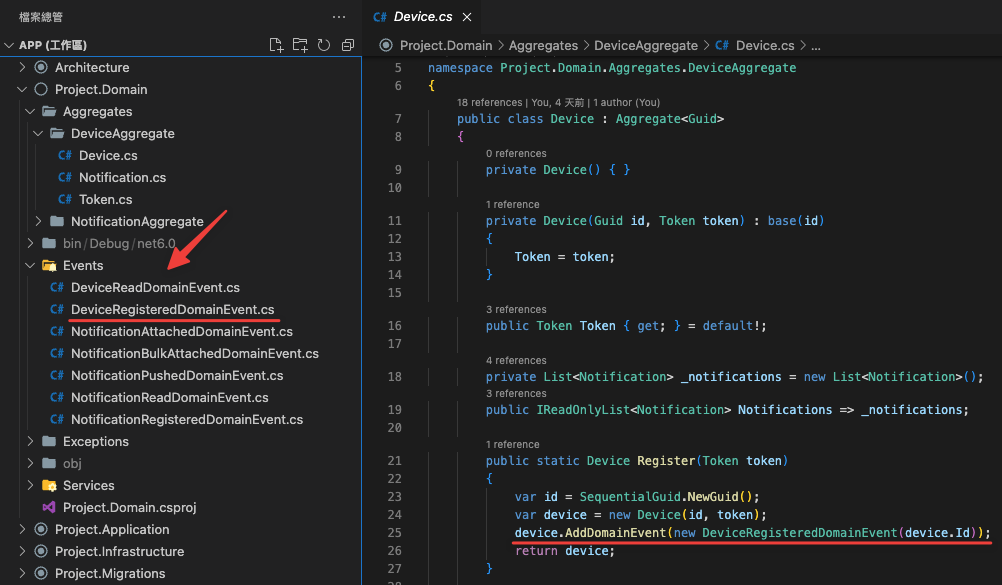 檔案總管
APP (工作區)
Architecture
Project.Domain
Aggregates
DeviceAggregate
C# Device.cs
C# Notification.cs
C# Token.cs
NotificationAggregate
bin/Debug/net6.0
Events
C# DeviceReadDomainEvent.cs
C# DeviceRegisteredDomainEvent.cs
C# NotificationAttachedDomainEvent.cs
C# NotificationBulkAttachedDomainEvent.cs
C# NotificationPushedDomainEvent.cs
C# NotificationReadDomainEvent.cs
C# NotificationRegisteredDomainEvent.cs
Exceptions
obj
Services
Project.Domain.csproj
Project.Application
Project.Infrastructure
Project.Migrations
C# Device.cs
Project.Domain > Aggregates > DeviceAggregate > C# Device.cs > ...
5 namespace Project.Domain.Aggregates.DeviceAggregate
6 {
18 references | You, 4 天前 | 1 author (You)
7 public class Device : Aggregate<Guid>
8 {
0 references
9 private Device() { }
10
1 reference
11 private Device(Guid id, Token token) : base(id)
12 {
13 Token = token;
14 }
15
3 references
16 public Token Token { get; } = default!;
17
4 references
18 private List<Notification> _notifications = new List<Notification>();
3 references
19 public IReadOnlyList<Notification> Notifications => _notifications;
20
1 reference
21 public static Device Register(Token token)
22 {
23 var id = SequentialGuid.NewGuid();
24 var device = new Device(id, token);
25 device.AddDomainEvent(new DeviceRegisteredDomainEvent(device.Id));
26 return device;
27 }